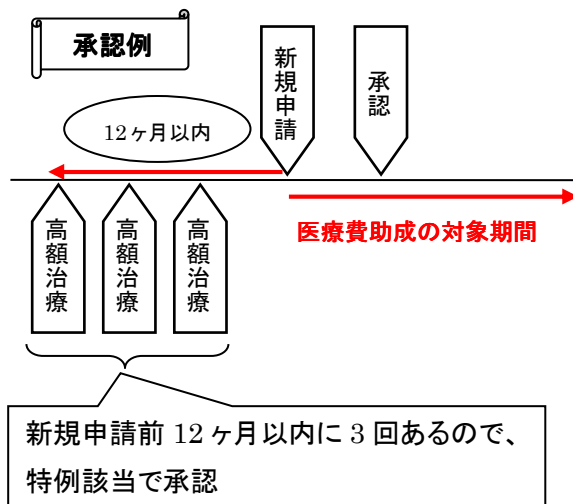 承認例
新規申請
承認
12ヶ月以内
医療費助成の対象期間
高額治療
高額治療
高額治療
新規申請前 12 ヶ月以内に 3 回あるので、
特例該当で承認